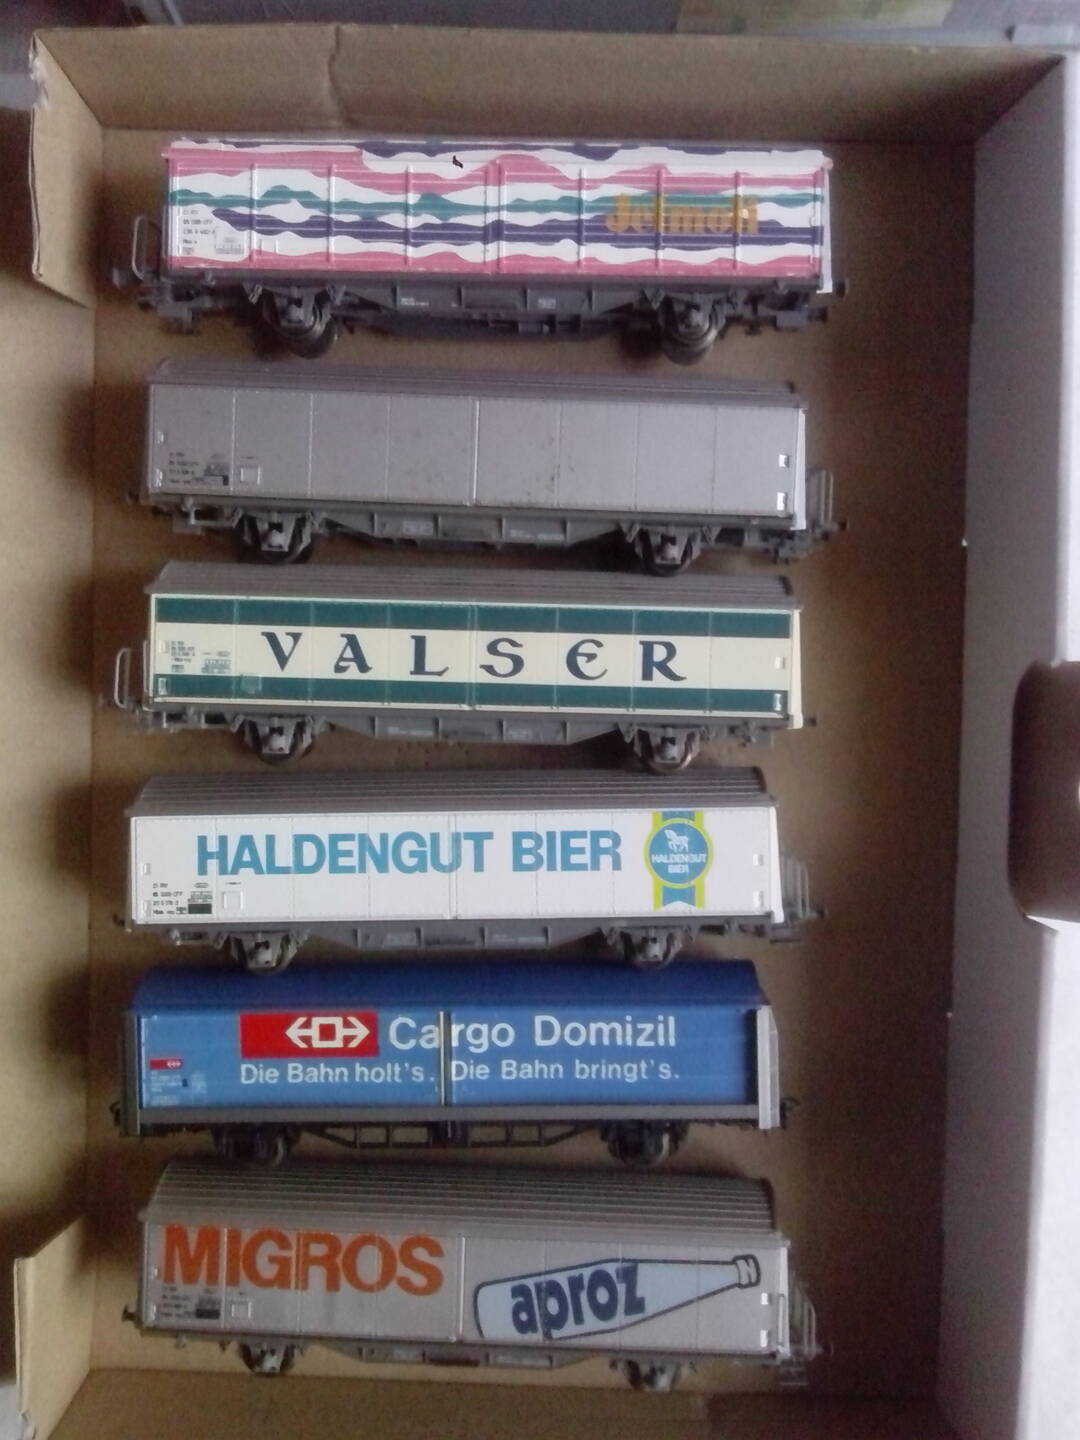 Jelmoli
VALSER
HALDENGUT BIER
HALDENGUT
BIER
Cargo Domizil
Die Bahn holt's. Die Bahn bringt's.
MIGROS
aproz